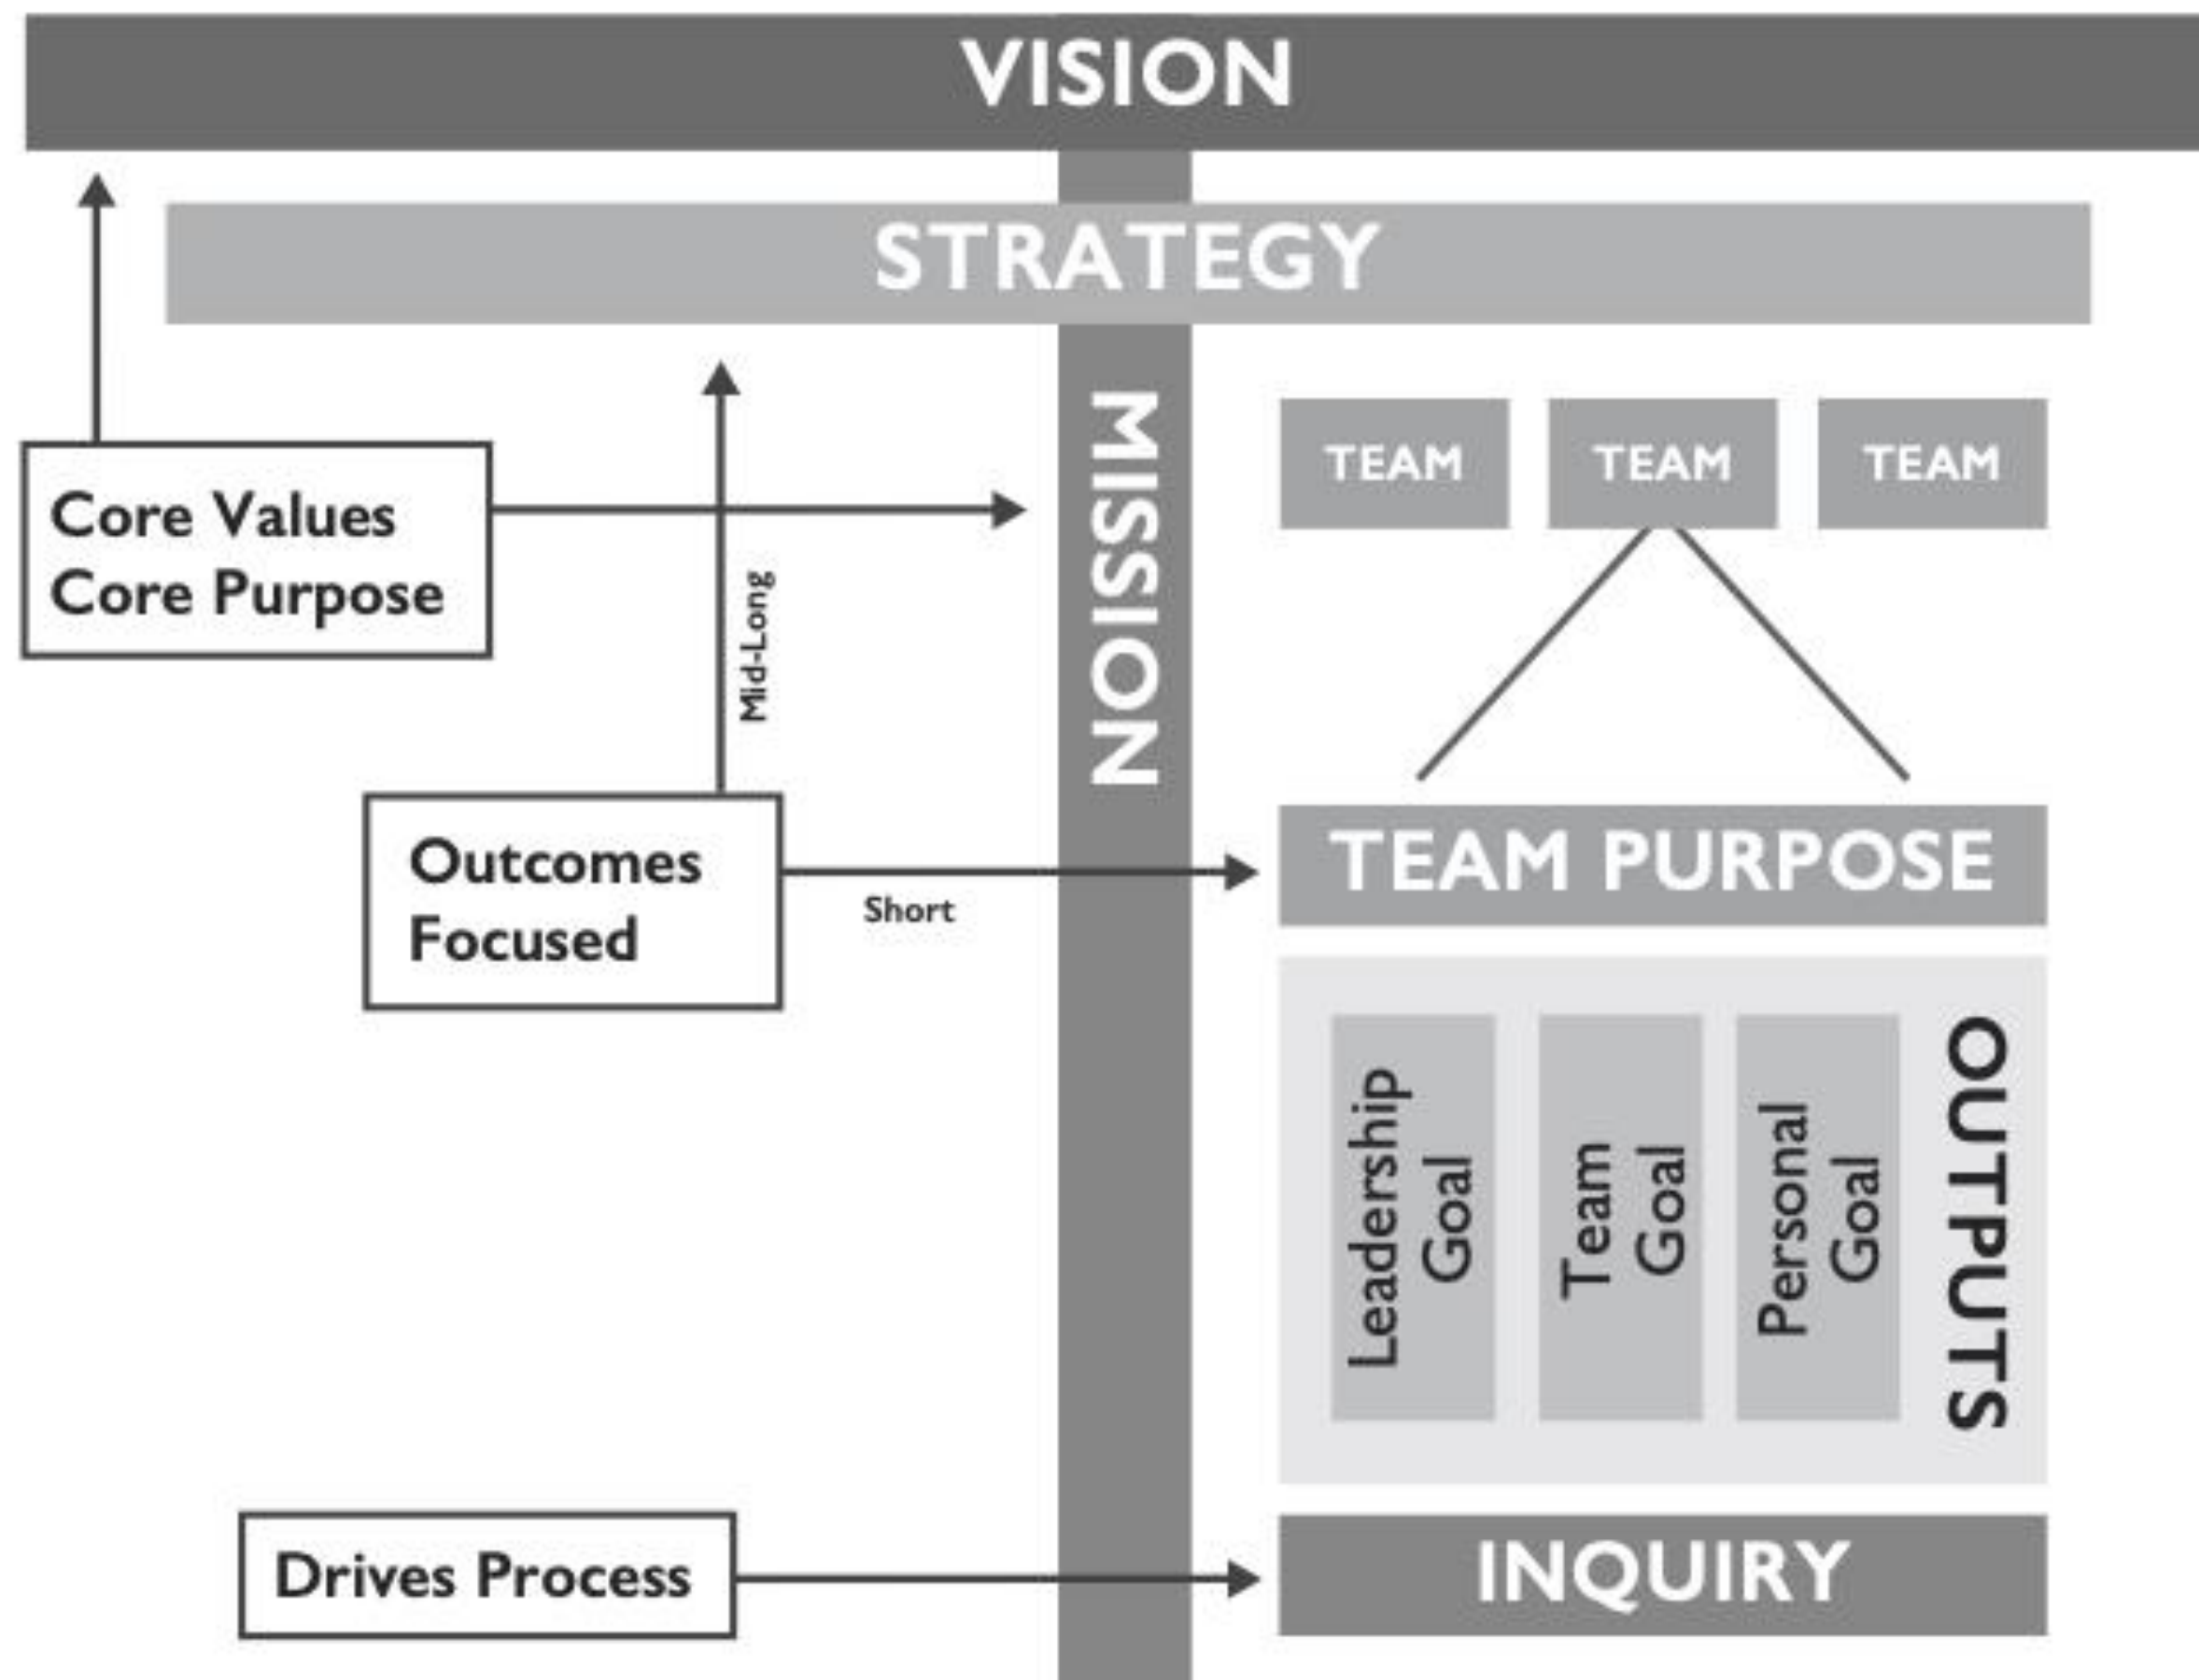 VISION
STRATEGY
MISSION
TEAM
TEAM
TEAM
Core Values
Core Purpose
Mid-Long
Outcomes
Focused
Short
TEAM PURPOSE
Leadership
Goal
Team
Goal
Personal
Goal
OUTPUTS
Drives Process
INQUIRY